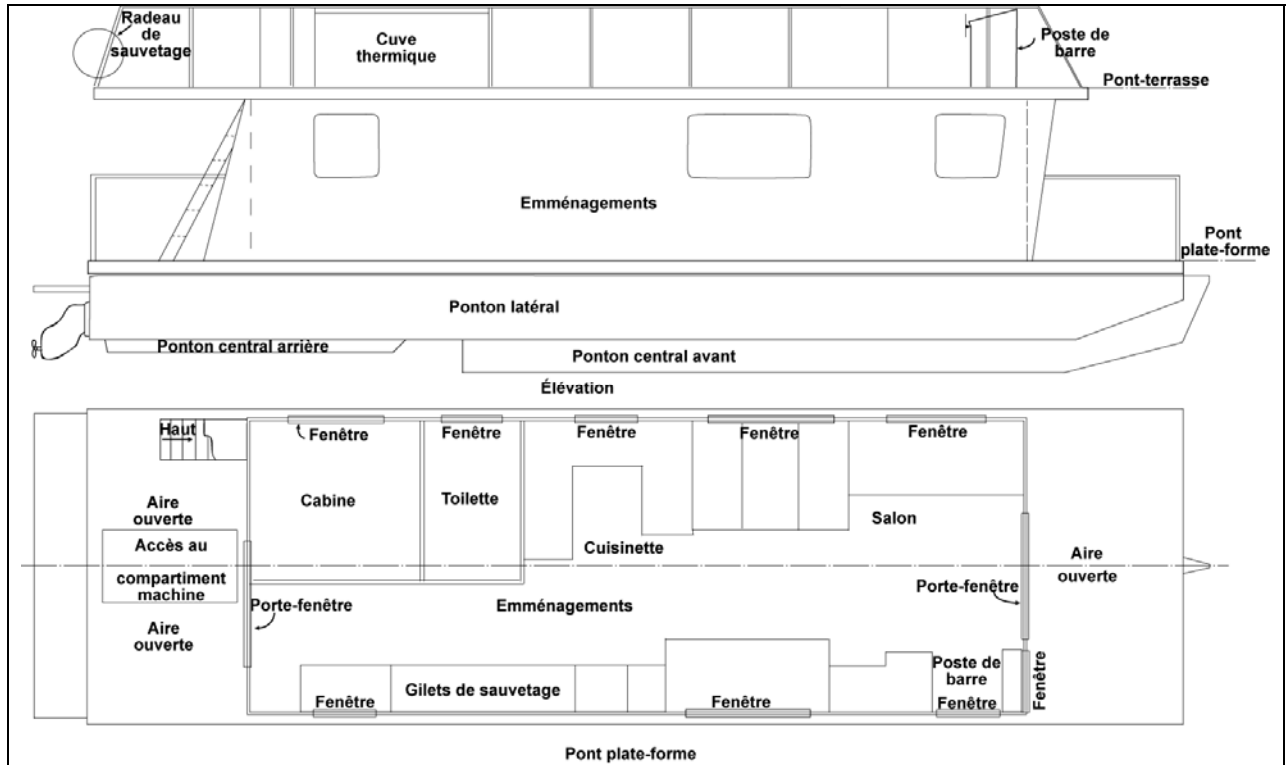 Radeau
de
sauvetage
Cuve
thermique
Poste de
barre
Pont-terrasse
Emménagements
Pont
plate-forme
Ponton latéral
Ponton central arrière
Ponton central avant
Élévation
Haut
Fenêtre
Fenêtre
Fenêtre
Fenêtre
Fenêtre
Aire
ouverte
Cabine
Toilette
Salon
Accès au
compartiment
machine
Cuisinette
Aire
ouverte
Porte-fenêtre
Emménagements
Porte-fenêtre
Aire
ouverte
Poste de
barre
Gilets de sauvetage
Fenêtre
Fenêtre
Fenêtre
Fenêtre
Pont plate-forme